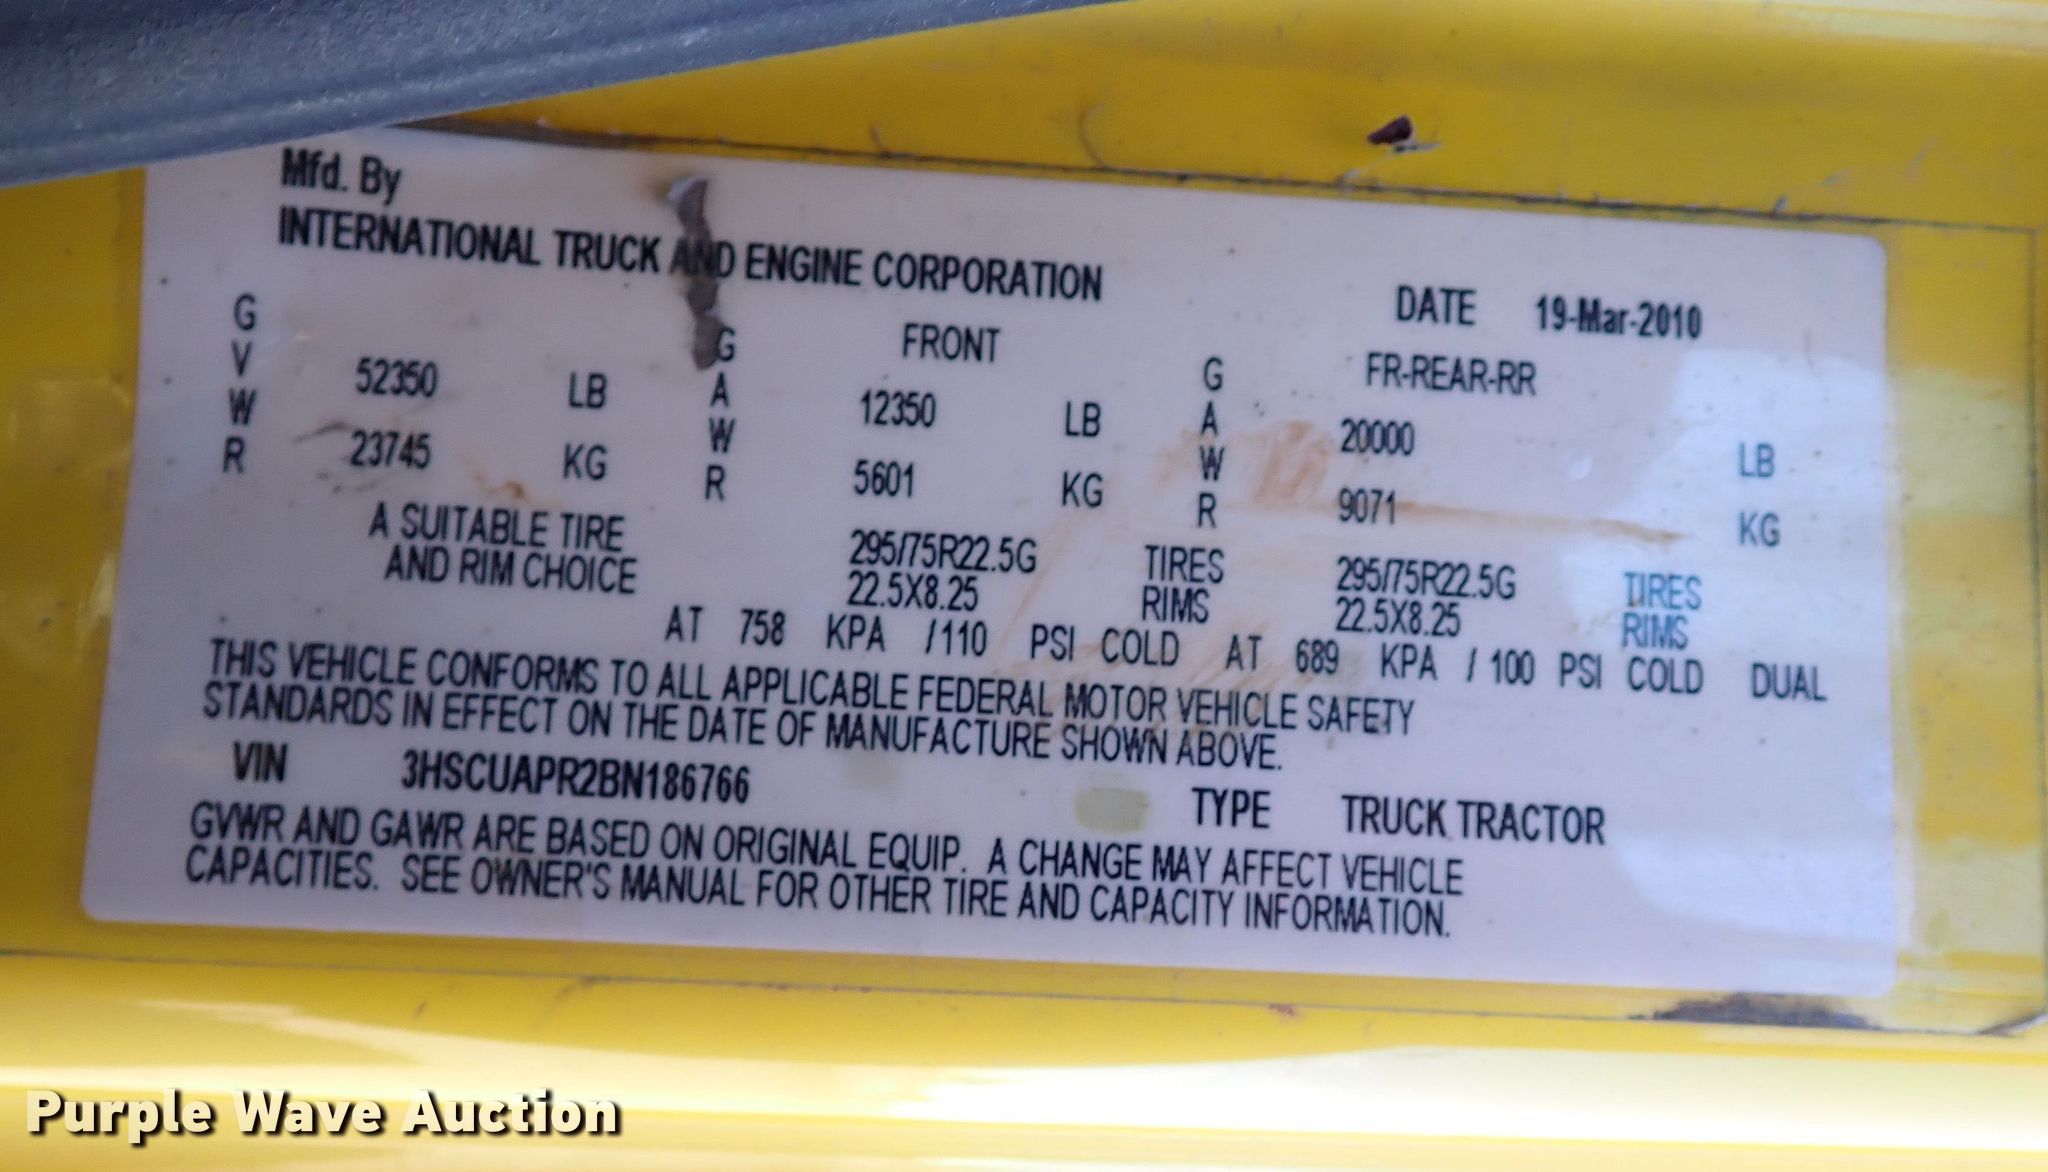 Mfd. By
INTERNATIONAL TRUCK AND ENGINE CORPORATION
DATE 19-Mar-2010
GVWR 52350 LB
23745 KG
GAWR FRONT
12350 LB
5601 KG
GAWR FR-REAR-RR
20000 LB
9071 KG
A SUITABLE TIRE 295/75R22.5G TIRES 295/75R22.5G TIRES
AND RIM CHOICE 22.5X8.25 RIMS 22.5X8.25 RIMS
AT 758 KPA /110 PSI COLD AT 689 KPA / 100 PSI COLD DUAL
THIS VEHICLE CONFORMS TO ALL APPLICABLE FEDERAL MOTOR VEHICLE SAFETY
STANDARDS IN EFFECT ON THE DATE OF MANUFACTURE SHOWN ABOVE.
VIN 3HSCUAPR2BN186766 TYPE TRUCK TRACTOR
GVWR AND GAWR ARE BASED ON ORIGINAL EQUIP. A CHANGE MAY AFFECT VEHICLE
CAPACITIES. SEE OWNER'S MANUAL FOR OTHER TIRE AND CAPACITY INFORMATION.
Purple Wave Auction